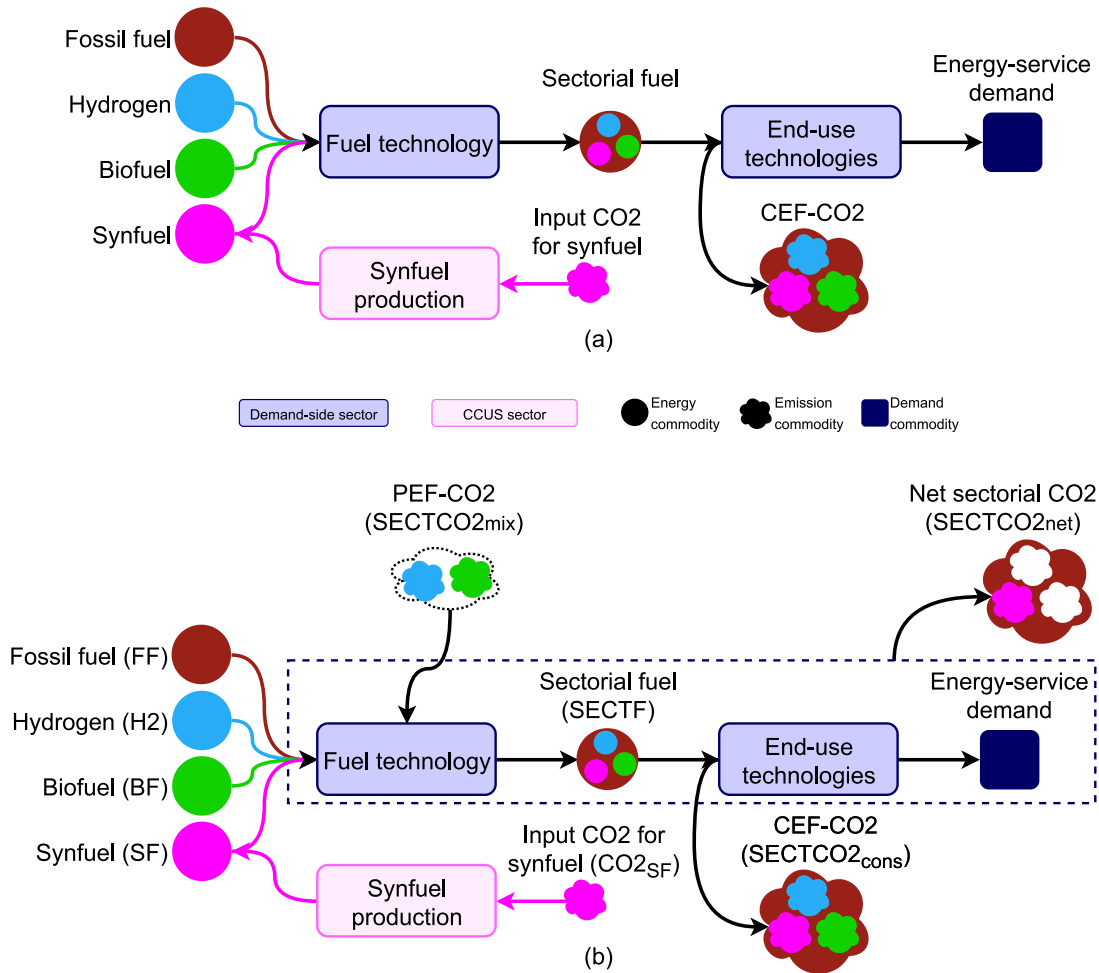 Fossil fuel
Hydrogen
Biofuel
Synfuel
Fuel technology
Sectorial fuel
End-use
technologies
Energy-service
demand
Input CO2
for synfuel
CEF-CO2
Synfuel
production
(a)
Demand-side sector
CCUS sector
Energy
commodity
Emission
commodity
Demand
commodity
PEF-CO2
(SECTCO2mix)
Net sectorial CO2
(SECTCO2net)
Fossil fuel (FF)
Hydrogen (H2)
Biofuel (BF)
Synfuel (SF)
Fuel technology
Sectorial fuel
(SECTF)
End-use
technologies
Energy-service
demand
Input CO2 for
synfuel (CO2SF)
CEF-CO2
(SECTCO2cons)
Synfuel
production
(b)